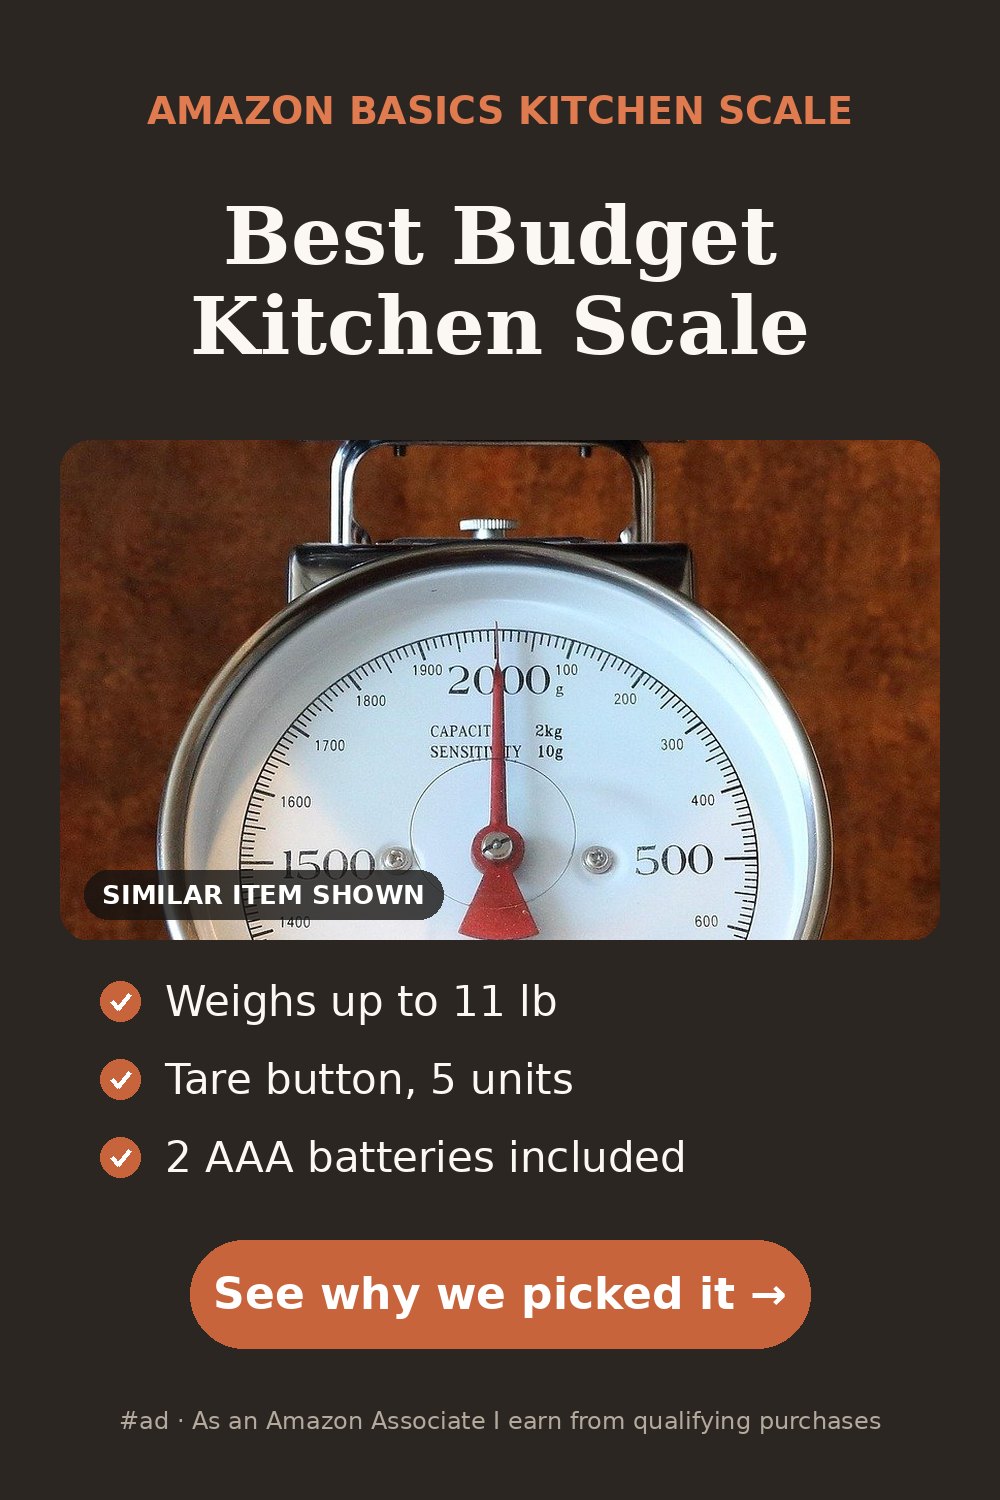 AMAZON BASICS KITCHEN SCALE
Best Budget
Kitchen Scale
2000 g
100
200
300
400
500
600
1900
1800
1700
1600
1500
1400
CAPACITY 2kg
SENSITIVITY 10g
SIMILAR ITEM SHOWN
Weighs up to 11 lb
Tare button, 5 units
2 AAA batteries included
See why we picked it →
#ad · As an Amazon Associate I earn from qualifying purchases